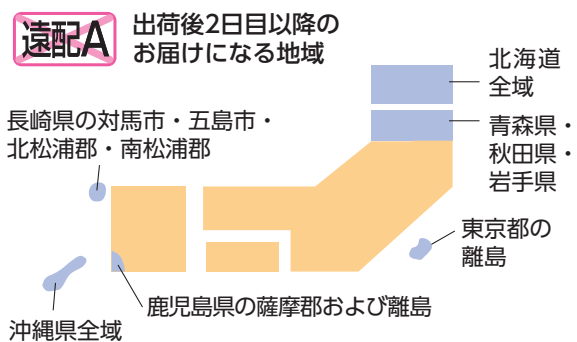 遠配A
出荷後2日目以降の
お届けになる地域
北海道
全域
青森県・
秋田県・
岩手県
長崎県の対馬市・五島市・
北松浦郡・南松浦郡
東京都の
離島
鹿児島県の薩摩郡および離島
沖縄県全域